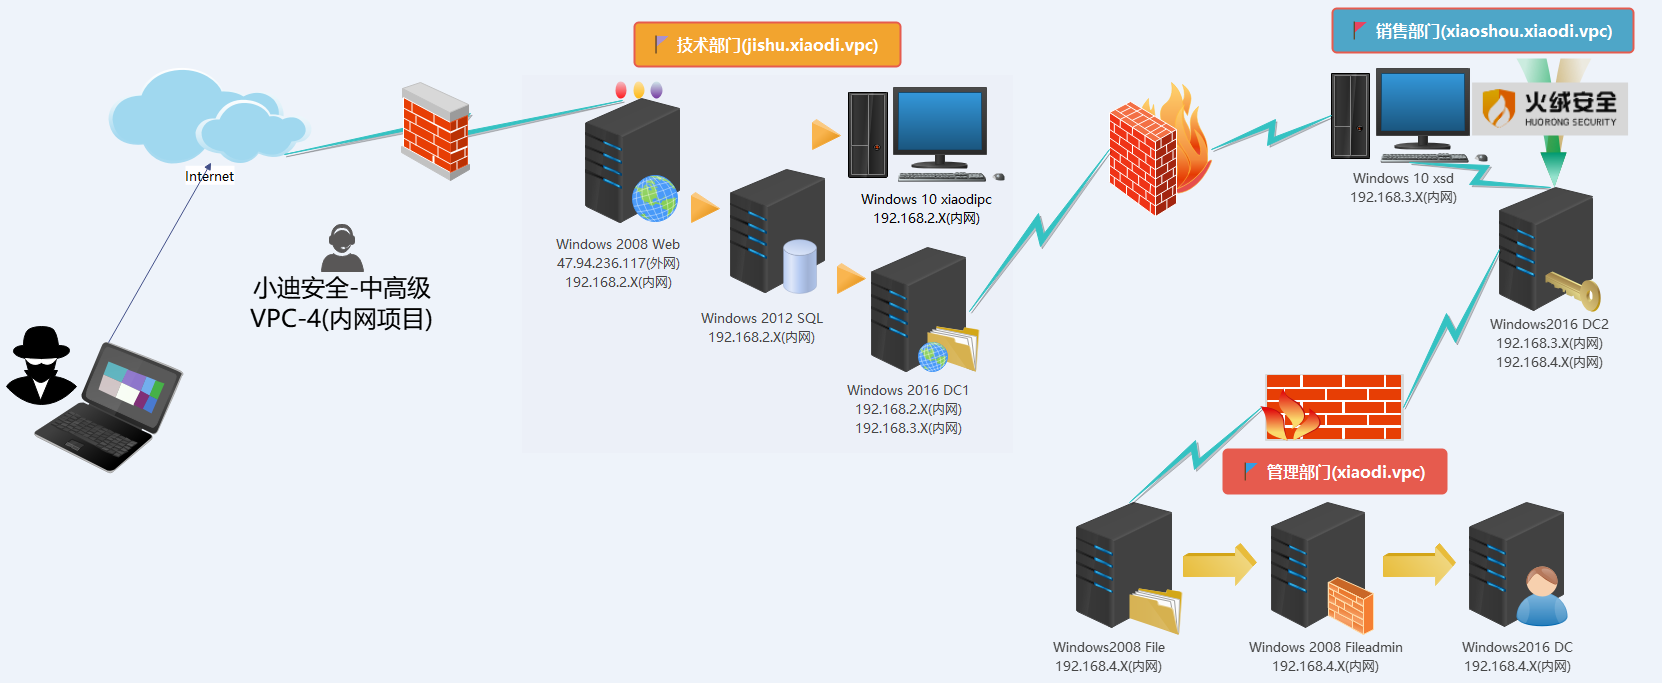 技术部门(jishu.xiaodi.vpc)
销售部门(xiaoshou.xiaodi.vpc)
火绒安全
HUORONG SECURITY
Internet
小迪安全-中高级
VPC-4(内网项目)
Windows 2008 Web
47.94.236.117(外网)
192.168.2.X(内网)
Windows 2012 SQL
192.168.2.X(内网)
Windows 10 xiaodipc
192.168.2.X(内网)
Windows 2016 DC1
192.168.2.X(内网)
192.168.3.X(内网)
Windows 10 xsd
192.168.3.X(内网)
Windows2016 DC2
192.168.3.X(内网)
192.168.4.X(内网)
管理部门(xiaodi.vpc)
Windows2008 File
192.168.4.X(内网)
Windows 2008 Fileadmin
192.168.4.X(内网)
Windows2016 DC
192.168.4.X(内网)